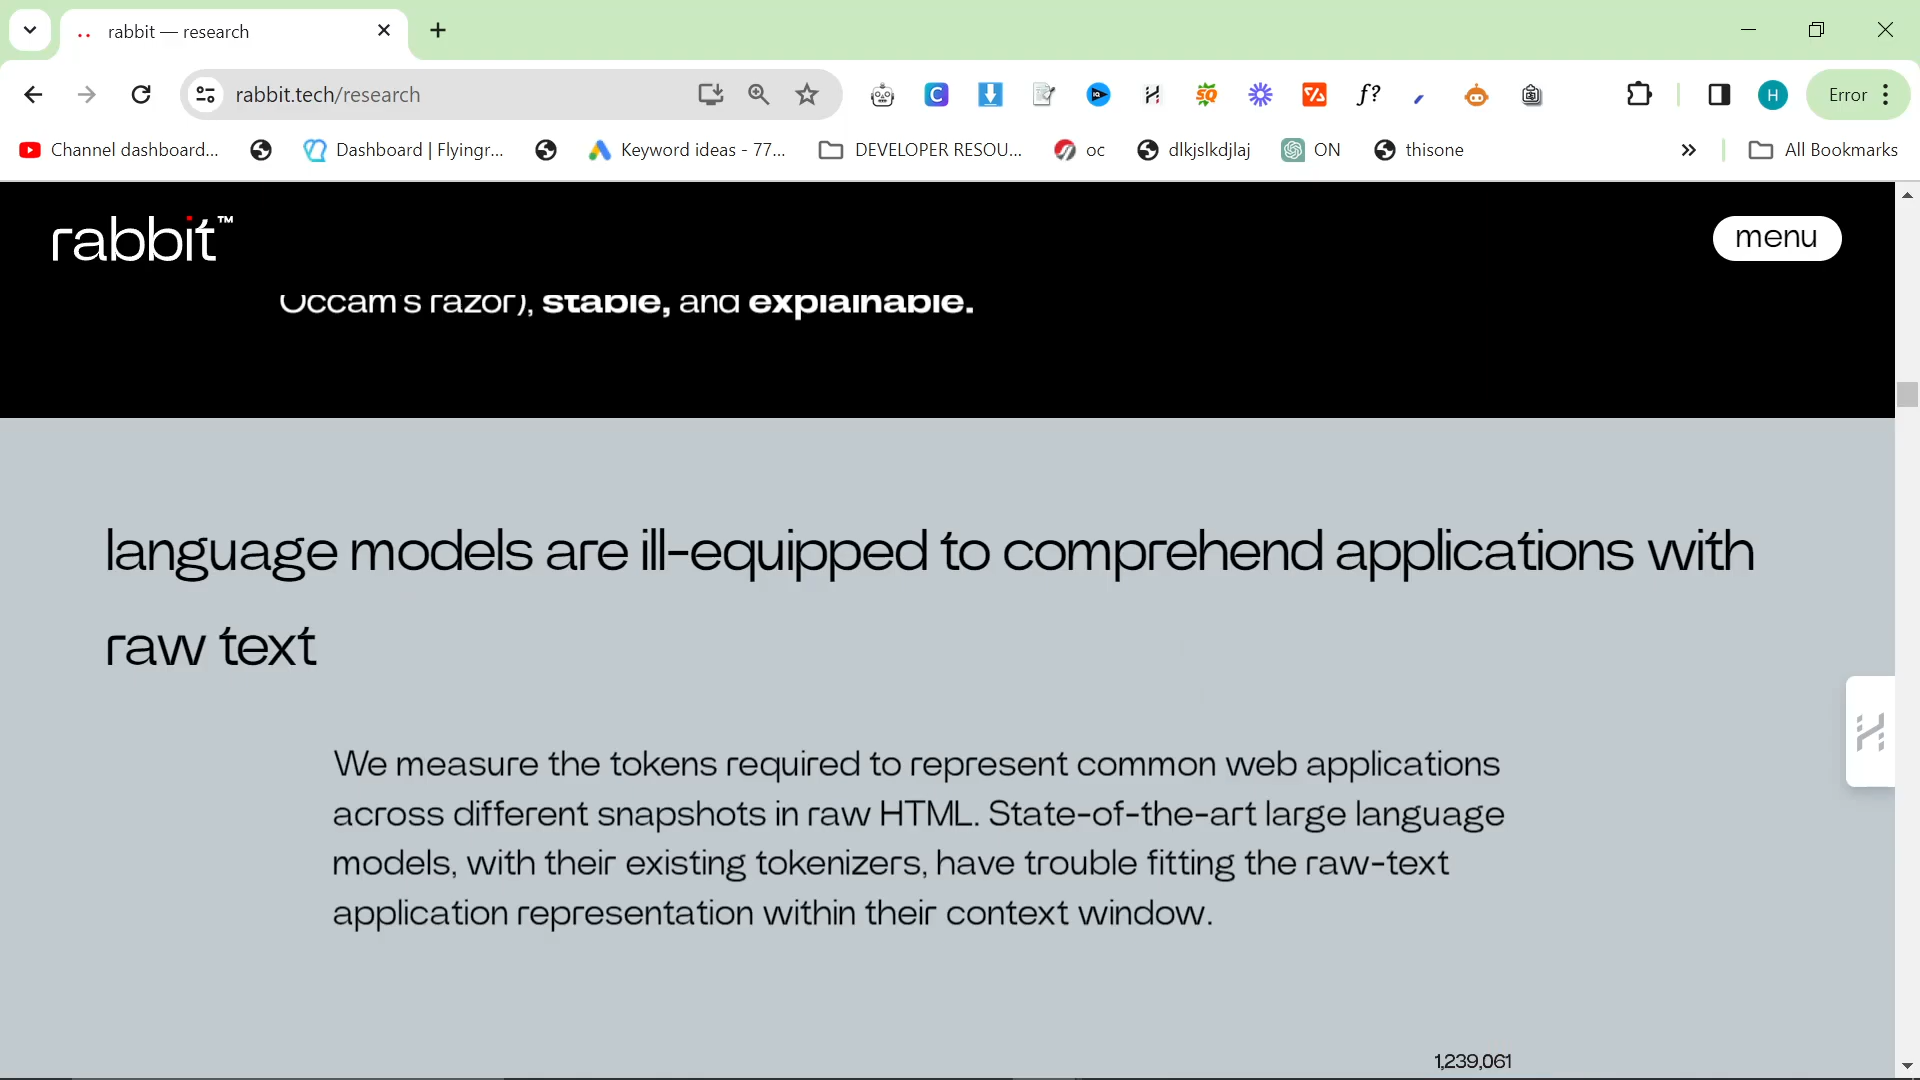 rabbit — research
rabbit.tech/research
Error
Channel dashboard...
Dashboard | Flyingr...
Keyword ideas - 77...
DEVELOPER RESOU...
oc
dlkjslkdjlaj
ON
thisone
All Bookmarks
rabbit™
menu
Occam's razor), stable, and explainable.
language models are ill-equipped to comprehend applications with
raw text
We measure the tokens required to represent common web applications
across different snapshots in raw HTML. State-of-the-art large language
models, with their existing tokenizers, have trouble fitting the raw-text
application representation within their context window.
1,239,061